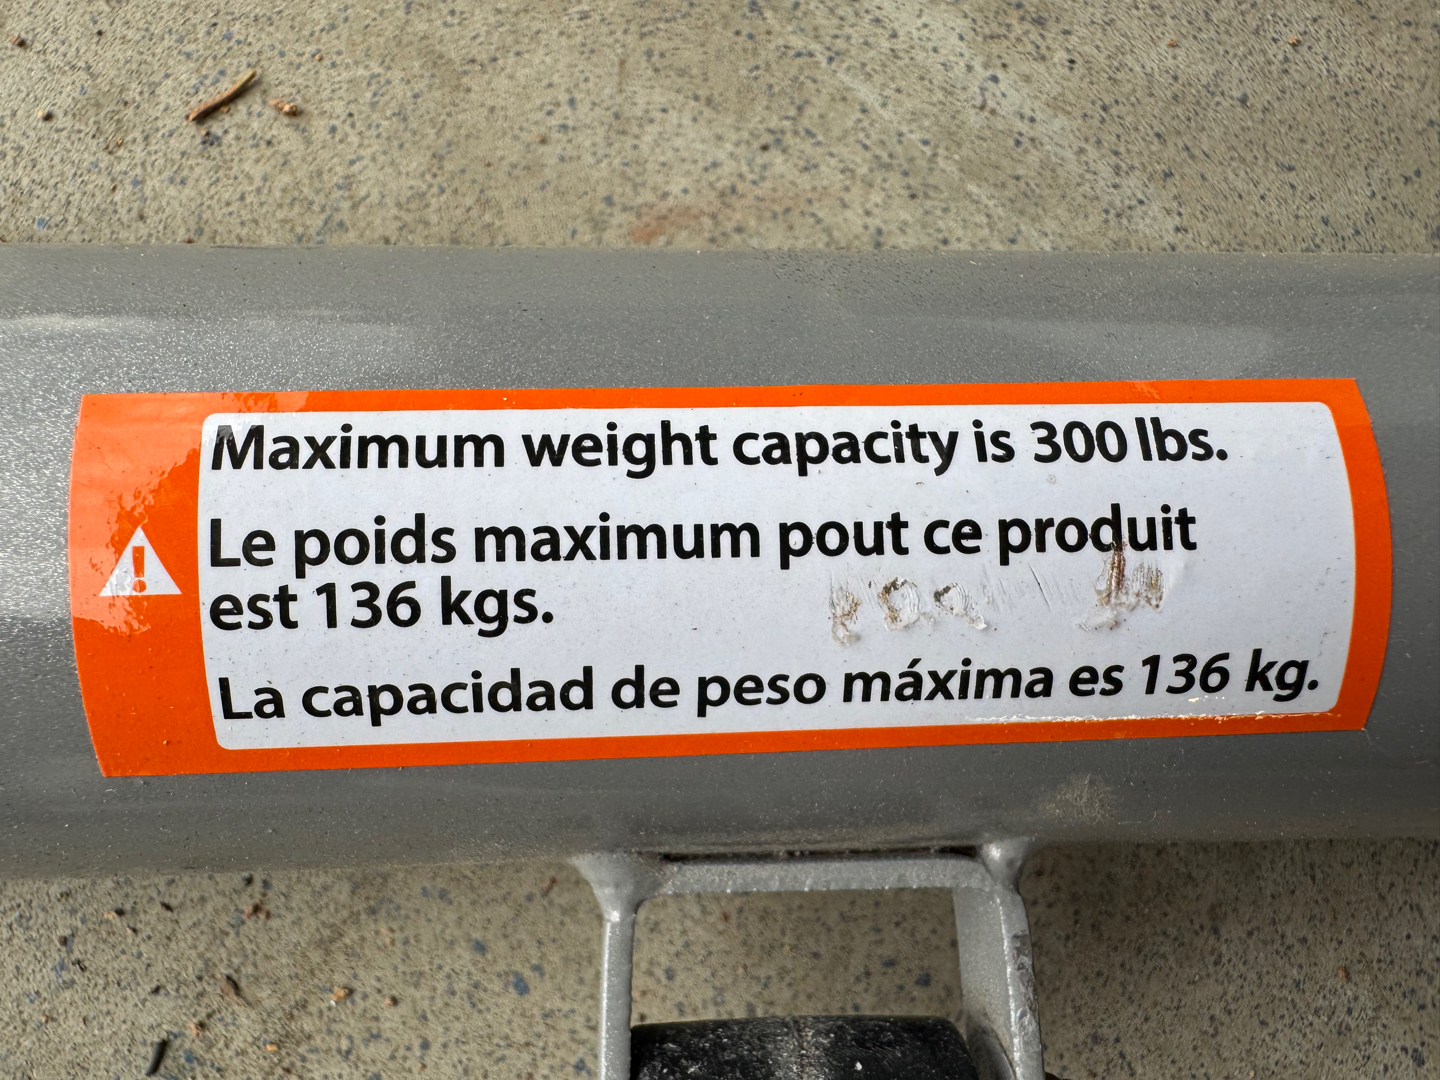 Maximum weight capacity is 300 lbs.
Le poids maximum pout ce produit
est 136 kgs.
La capacidad de peso máxima es 136 kg.